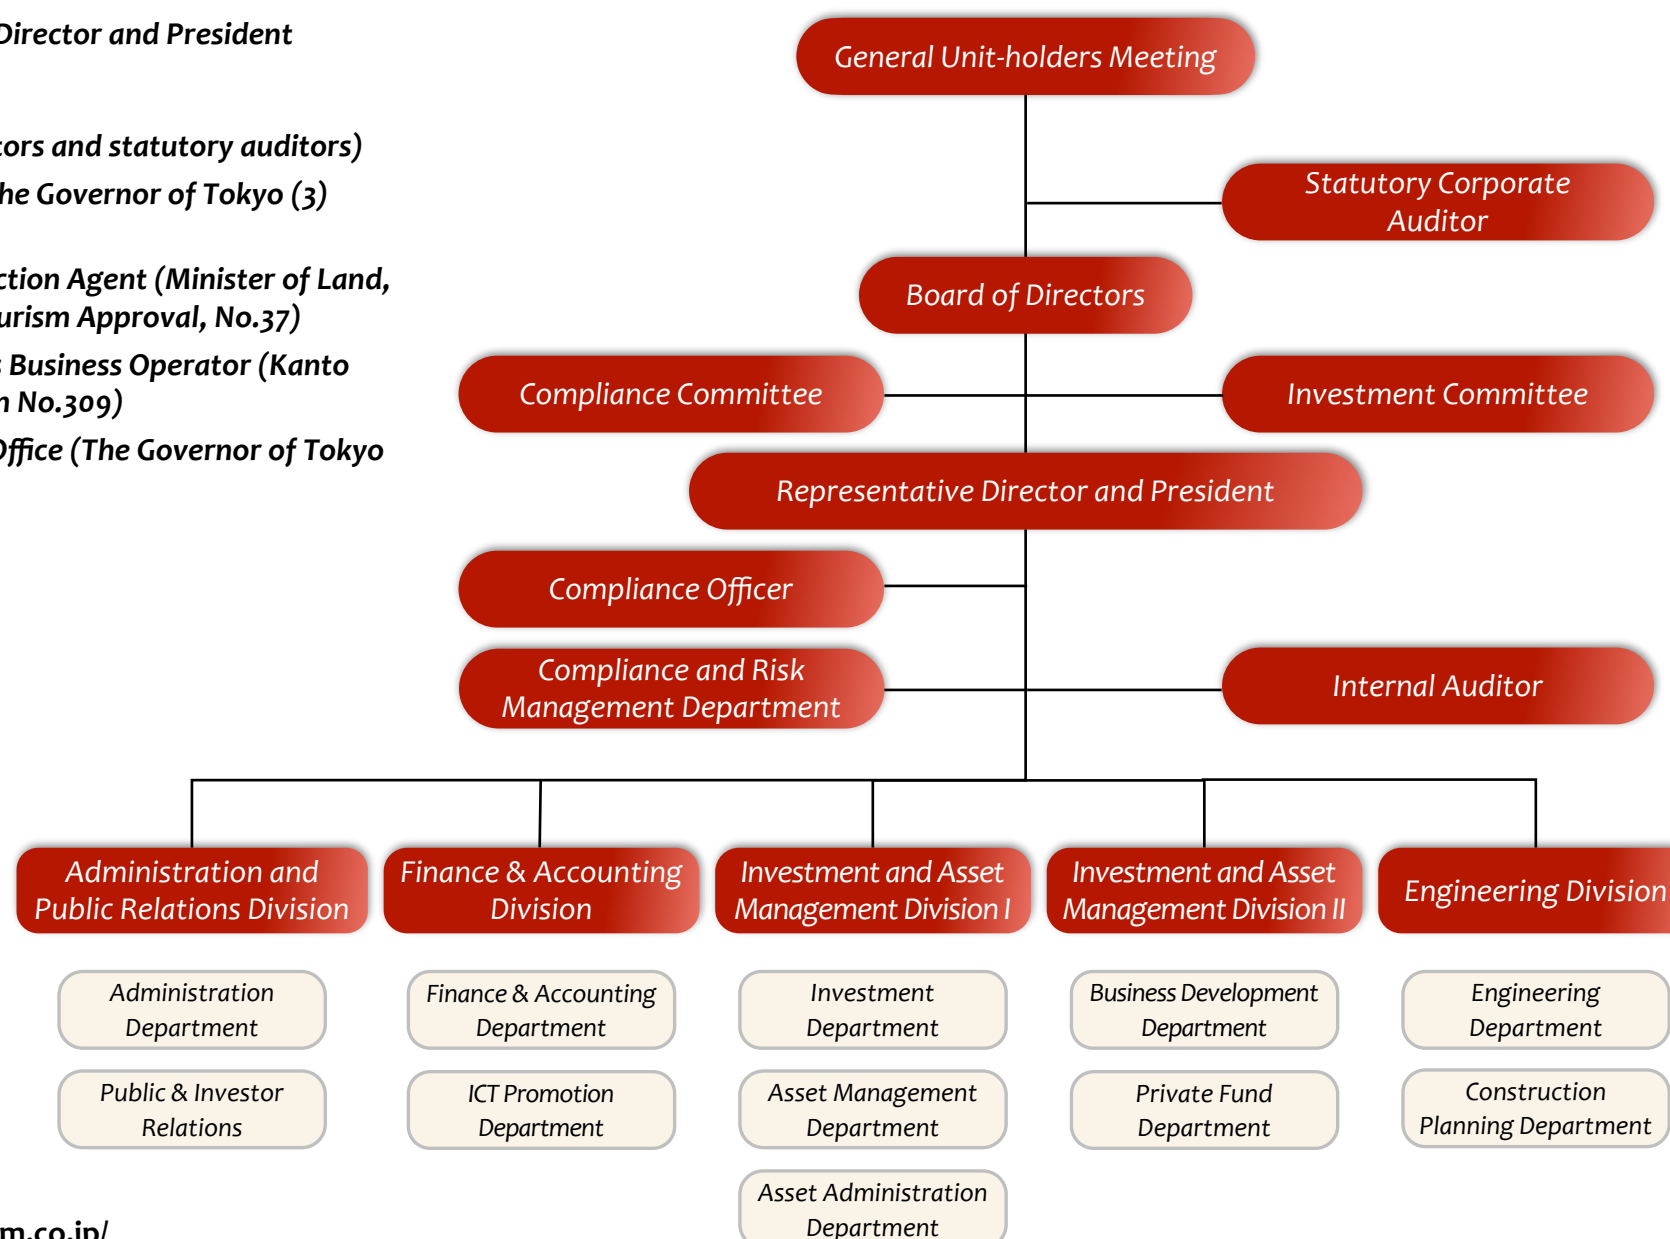 Director and President
tors and statutory auditors)
he Governor of Tokyo (3)
ction Agent (Minister of Land,
urism Approval, No.37)
s Business Operator (Kanto
n No.309)
Office (The Governor of Tokyo
m.co.jp/
General Unit-holders Meeting
Statutory Corporate
Auditor
Board of Directors
Compliance Committee
Investment Committee
Representative Director and President
Compliance Officer
Compliance and Risk
Management Department
Internal Auditor
Administration and
Public Relations Division
Finance & Accounting
Division
Investment and Asset
Management Division I
Investment and Asset
Management Division II
Engineering Division
Administration
Department
Finance & Accounting
Department
Investment
Department
Business Development
Department
Engineering
Department
Public & Investor
Relations
ICT Promotion
Department
Asset Management
Department
Private Fund
Department
Construction
Planning Department
Asset Administration
Department